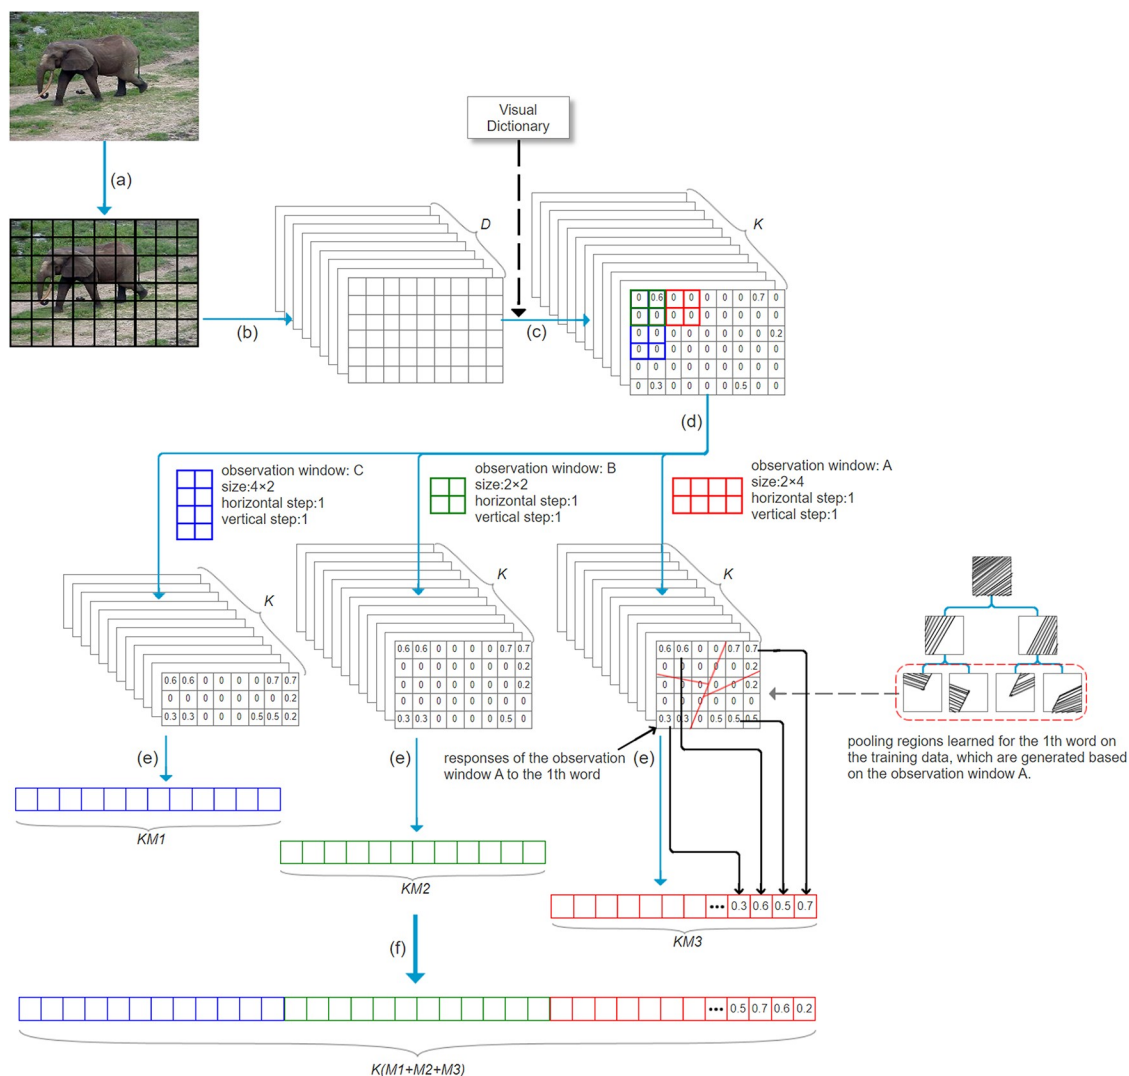 (a)
Visual
Dictionary
D
K
(b)
(c)
0 0.6 0 0 0 0 0 0.7 0
0 0 0 0 0 0 0 0 0
0 0 0 0 0 0 0 0 0.2
0 0 0 0 0 0 0 0 0
0 0 0 0 0 0 0 0 0
0 0.3 0 0 0 0 0.5 0 0
(d)
observation window: C
size:4×2
horizontal step:1
vertical step:1
observation window: B
size:2×2
horizontal step:1
vertical step:1
observation window: A
size:2×4
horizontal step:1
vertical step:1
K
0.6 0.6 0 0 0 0 0.7 0.7
0 0 0 0 0 0 0 0.2
0.3 0.3 0 0 0 0.5 0.5 0.2
K
0.6 0.6 0 0 0 0 0.7 0.7
0 0 0 0 0 0 0 0.2
0 0 0 0 0 0 0 0.2
0 0 0 0 0 0 0 0
0.3 0.3 0 0 0 0 0.5 0
K
0.6 0.6 0 0 0.7 0.7
0 0 0 0 0 0.2
0 0 0 0 0 0.2
0 0 0 0 0 0
0.3 0.3 0 0.5 0.5 0.5
pooling regions learned for the 1th word on
the training data, which are generated based
on the observation window A.
(e)
(e)
responses of the observation
window A to the 1th word
(e)
KM1
KM2
••• 0.3 0.6 0.5 0.7
KM3
(f)
••• 0.5 0.7 0.6 0.2
K(M1+M2+M3)